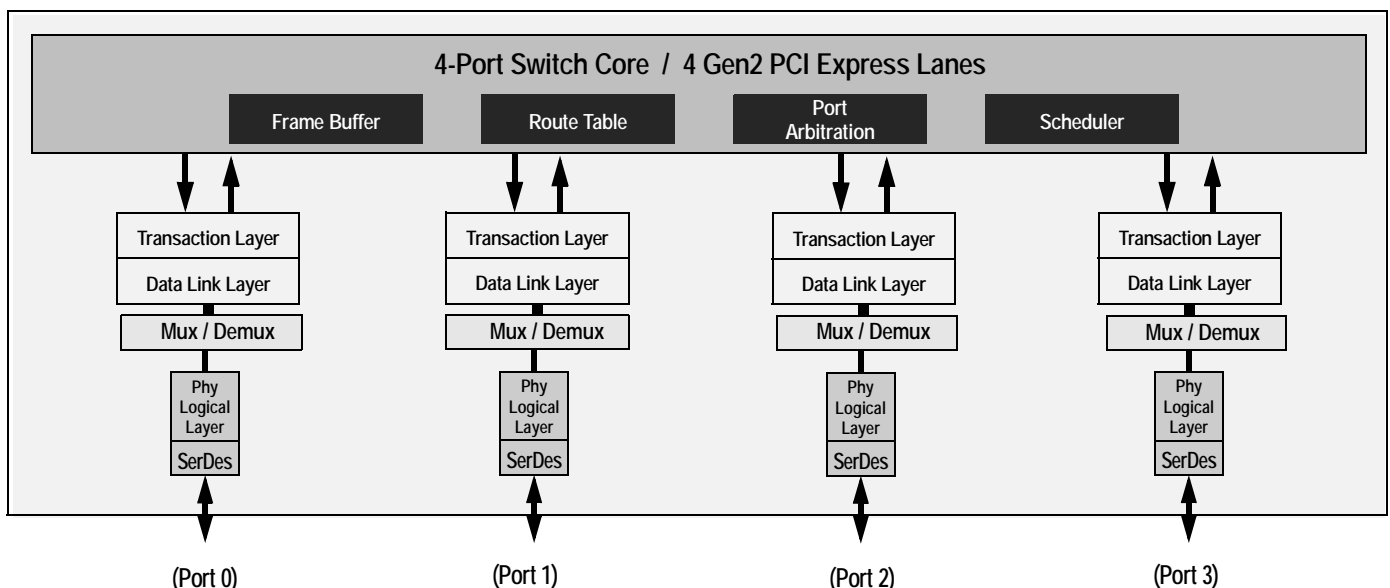 4-Port Switch Core / 4 Gen2 PCI Express Lanes
Frame Buffer
Route Table
Port
Arbitration
Scheduler
Transaction Layer
Data Link Layer
Mux / Demux
Phy
Logical
Layer
SerDes
(Port 0)
Transaction Layer
Data Link Layer
Mux / Demux
Phy
Logical
Layer
SerDes
(Port 1)
Transaction Layer
Data Link Layer
Mux / Demux
Phy
Logical
Layer
SerDes
(Port 2)
Transaction Layer
Data Link Layer
Mux / Demux
Phy
Logical
Layer
SerDes
(Port 3)